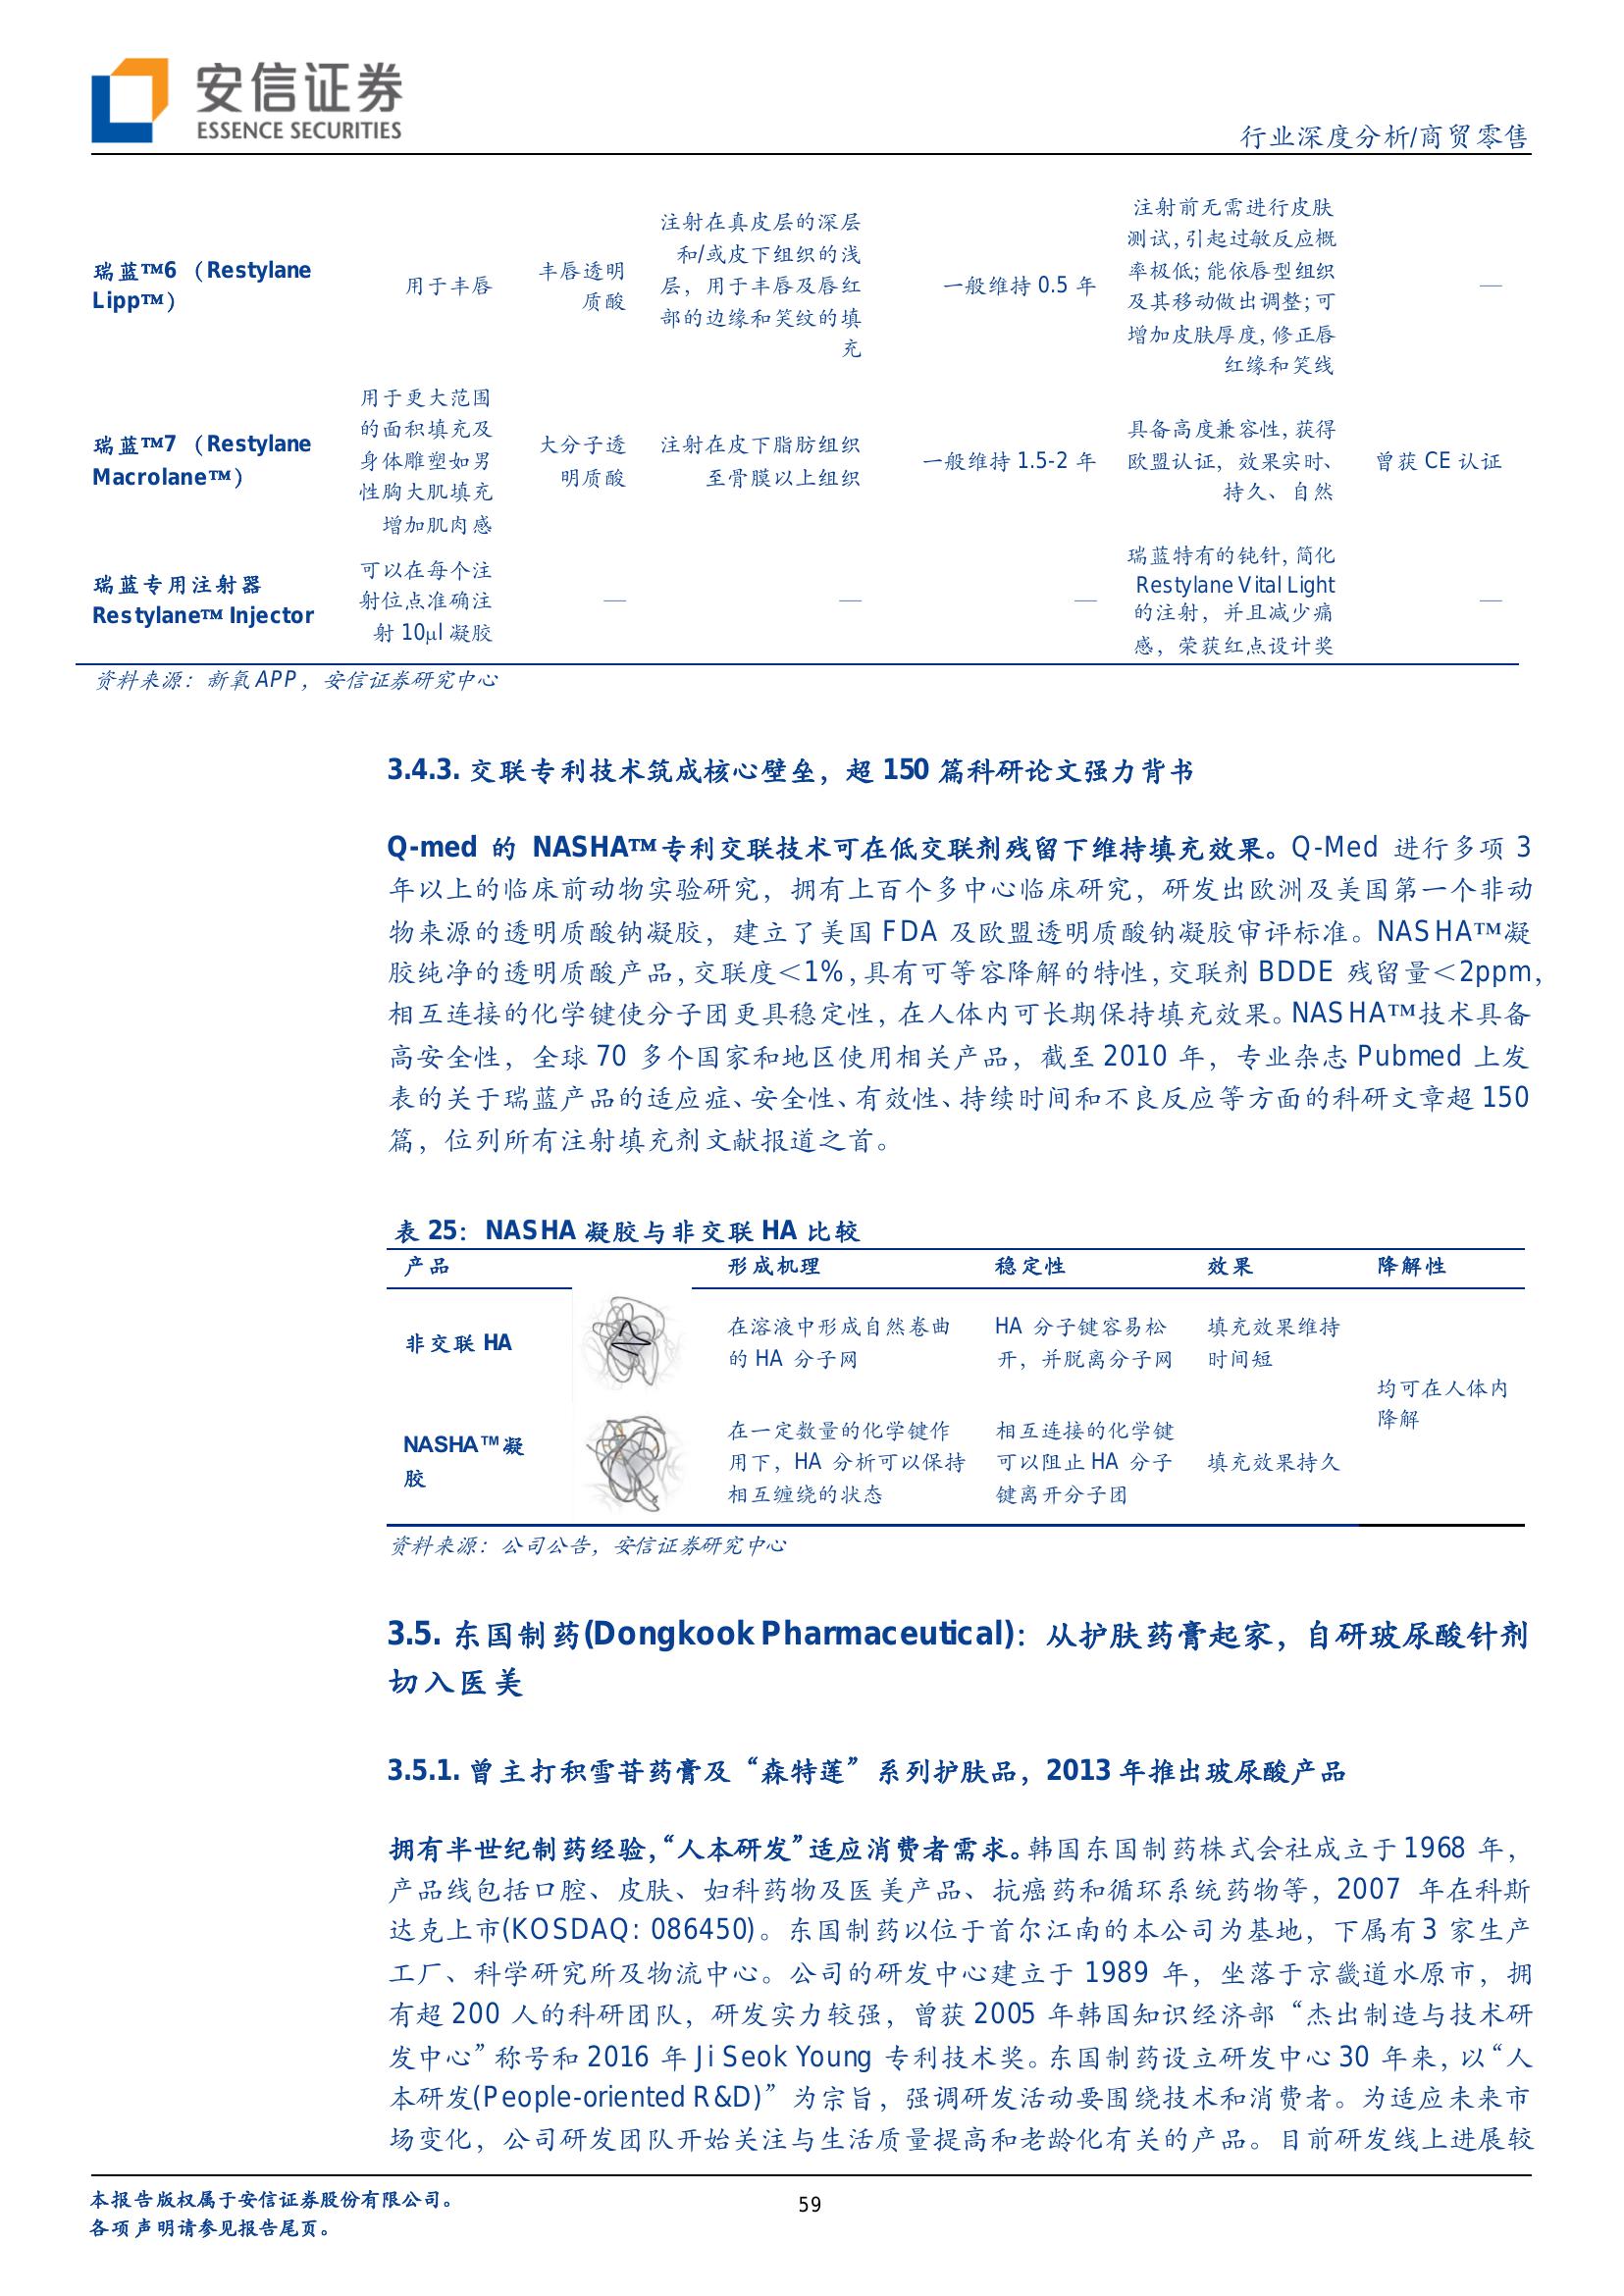 安信证券
ESSENCE SECURITIES
行业深度分析/商贸零售
瑞蓝™6（Restylane
Lipp™）
用于丰唇
丰唇透明
质酸
注射在真皮层的深层
和/或皮下组织的浅
层，用于丰唇及唇红
部的边缘和笑纹的填
充
一般维持 0.5 年
注射前无需进行皮肤
测试，引起过敏反应概
率极低；能依唇型组织
及其移动做出调整；可
增加皮肤厚度，修正唇
红缘和笑线
—
瑞蓝™7（Restylane
Macrolane™）
用于更大范围
的面积填充及
身体雕塑如男
性胸大肌填充
增加肌肉感
大分子透
明质酸
注射在皮下脂肪组织
至骨膜以上组织
一般维持 1.5-2 年
具备高度兼容性，获得
欧盟认证，效果实时、
持久、自然
曾获 CE 认证
瑞蓝专用注射器
Restylane™ Injector
可以在每个注
射位点准确注
射 10μl 凝胶
—
—
—
瑞蓝特有的钝针，简化
Restylane Vital Light
的注射，并且减少痛
感，荣获红点设计奖
—
资料来源：新氧 APP，安信证券研究中心
3.4.3. 交联专利技术筑成核心壁垒，超 150 篇科研论文强力背书
Q-med 的 NASHA™专利交联技术可在低交联剂残留下维持填充效果。Q-Med 进行多项 3
年以上的临床前动物实验研究，拥有上百个多中心临床研究，研发出欧洲及美国第一个非动
物来源的透明质酸钠凝胶，建立了美国 FDA 及欧盟透明质酸钠凝胶审评标准。NASHA™凝
胶纯净的透明质酸产品，交联度＜1%，具有可等容降解的特性，交联剂 BDDE 残留量＜2ppm，
相互连接的化学键使分子团更具稳定性，在人体内可长期保持填充效果。NASHA™技术具备
高安全性，全球 70 多个国家和地区使用相关产品，截至 2010 年，专业杂志 Pubmed 上发
表的关于瑞蓝产品的适应症、安全性、有效性、持续时间和不良反应等方面的科研文章超 150
篇，位列所有注射填充剂文献报道之首。
表 25：NASHA 凝胶与非交联 HA 比较
产品 形成机理 稳定性 效果 降解性
非交联 HA
在溶液中形成自然卷曲
的 HA 分子网
HA 分子键容易松
开，并脱离分子网
填充效果维持
时间短
均可在人体内
降解
NASHA™凝
胶
在一定数量的化学键作
用下，HA 分析可以保持
相互缠绕的状态
相互连接的化学键
可以阻止 HA 分子
键离开分子团
填充效果持久
资料来源：公司公告，安信证券研究中心
3.5. 东国制药(Dongkook Pharmaceutical)：从护肤药膏起家，自研玻尿酸针剂
切入医美
3.5.1. 曾主打积雪苷药膏及“森特莲”系列护肤品，2013 年推出玻尿酸产品
拥有半世纪制药经验，“人本研发”适应消费者需求。韩国东国制药株式会社成立于 1968 年，
产品线包括口腔、皮肤、妇科药物及医美产品、抗癌药和循环系统药物等，2007 年在科斯
达克上市(KOSDAQ: 086450)。东国制药以位于首尔江南的本公司为基地，下属有 3 家生产
工厂、科学研究所及物流中心。公司的研发中心建立于 1989 年，坐落于京畿道水原市，拥
有超 200 人的科研团队，研发实力较强，曾获 2005 年韩国知识经济部“杰出制造与技术研
发中心”称号和 2016 年 Ji Seok Young 专利技术奖。东国制药设立研发中心 30 年来，以“人
本研发(People-oriented R&D)”为宗旨，强调研发活动要围绕技术和消费者。为适应未来市
场变化，公司研发团队开始关注与生活质量提高和老龄化有关的产品。目前研发线上进展较
本报告版权属于安信证券股份有限公司。
各项声明请参见报告尾页。
59